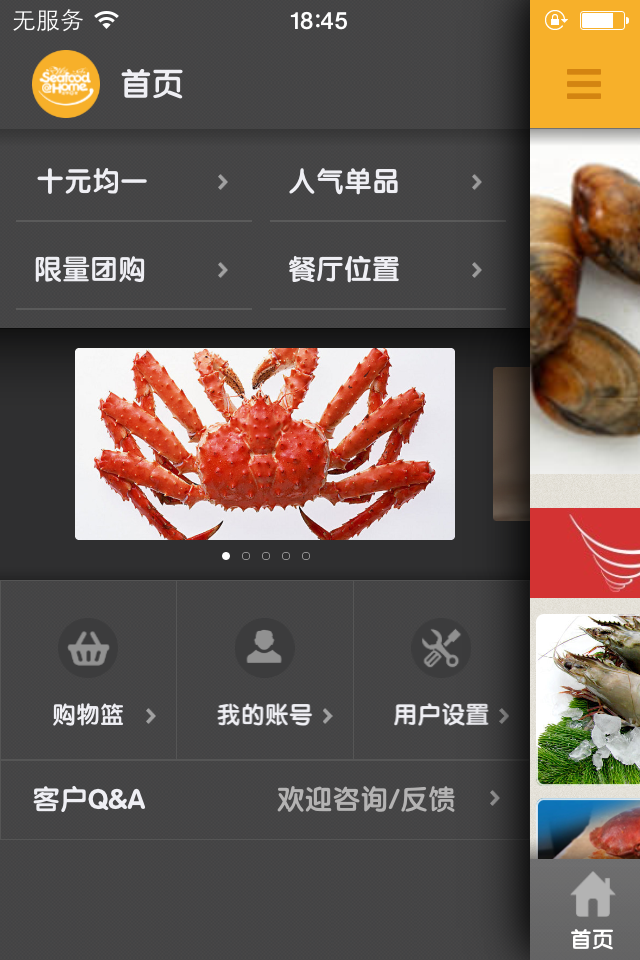 无服务 18:45
Seafood
@Home
首页
十元均一
人气单品
限量团购
餐厅位置
购物篮
我的账号
用户设置
客户Q&A
欢迎咨询/反馈
首页